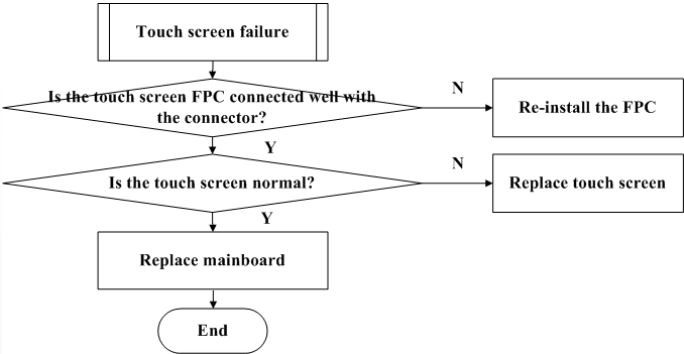 Touch screen failure
Is the touch screen FPC connected well with
the connector?
N
Re-install the FPC
Y
Is the touch screen normal?
N
Replace touch screen
Y
Replace mainboard
End